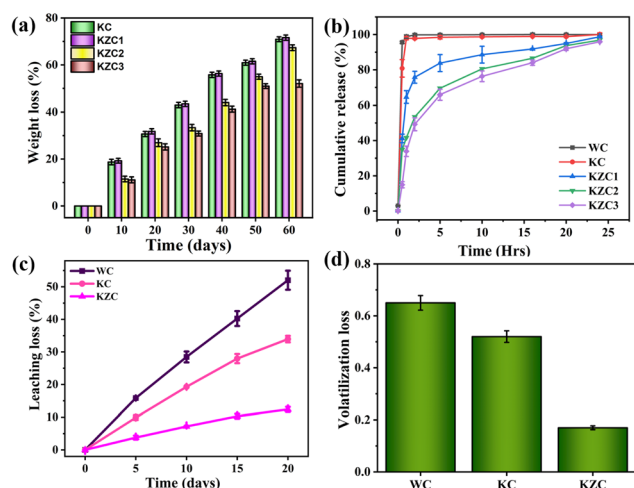 (a)
KC
KZC1
KZC2
KZC3
Weight loss (%)
80
60
40
20
0
0 10 20 30 40 50 60
Time (days)
(b)
Cumulative release (%)
100
80
60
40
20
0
WC
KC
KZC1
KZC2
KZC3
0 5 10 15 20 25
Time (Hrs)
(c)
WC
KC
KZC
Leaching loss (%)
50
40
30
20
10
0
0 5 10 15 20
Time (days)
(d)
Volatilization loss
0.8
0.6
0.4
0.2
0.0
WC KC KZC